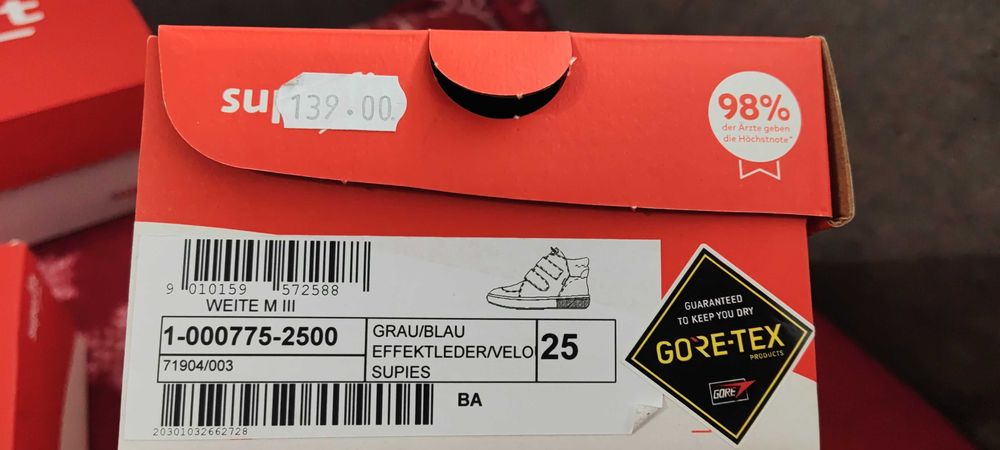 t
sup
139.00
98%
der Ärzte geben
die Höchstnote*
9 010159 572588
WEITE M III
1-000775-2500
71904/003
GRAU/BLAU
EFFEKTLEDER/VELO
SUPIES
25
BA
20301032662728
GUARANTEED
TO KEEP YOU DRY
GORE-TEX
PRODUCTS
GORE